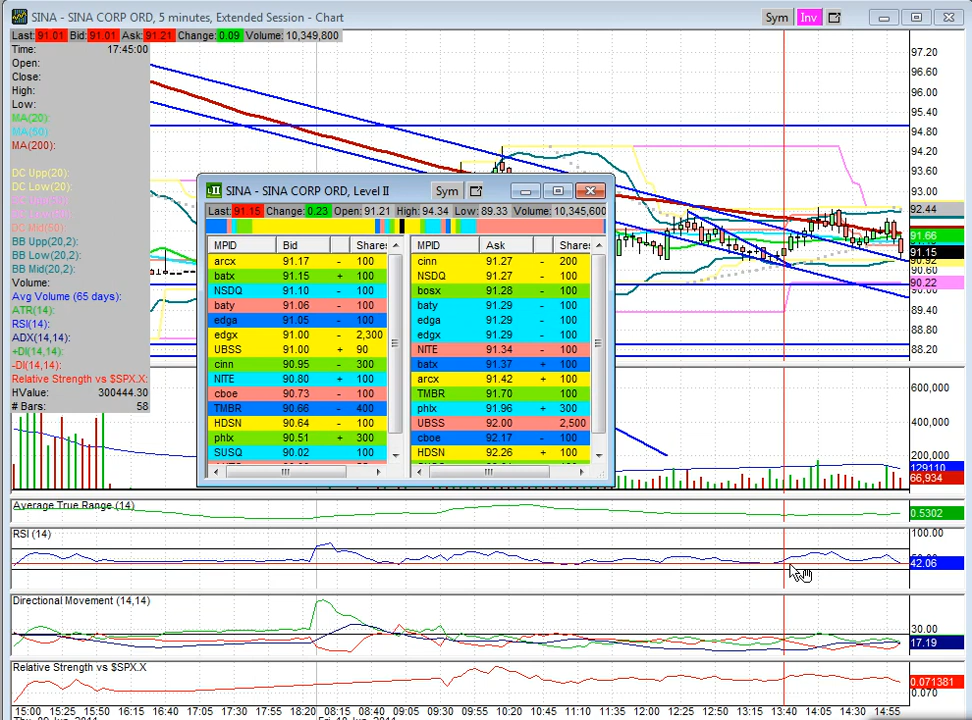 SINA - SINA CORP ORD, 5 minutes, Extended Session - Chart
Sym Inv
Last: 91.01 Bid: 91.01 Ask: 91.21 Change: 0.09 Volume: 10,349,800
Time: 17:45:00
Open:
Close:
High:
Low:
MA(20):
MA(50):
MA(200):
DC Upp(20):
DC Low(20):
BB Upp(20,2):
BB Low(20,2):
BB Mid(20,2):
Volume:
Avg Volume (65 days):
ATR(14):
RSI(14):
ADX(14,14):
+DI(14,14):
-DI(14,14):
Relative Strength vs $SPX.X:
HValue: 300444.30
# Bars: 58
SINA - SINA CORP ORD, Level II
Sym
Last: 91.15 Change: 0.23 Open: 91.21 High: 94.34 Low: 89.33 Volume: 10,345,600
MPID Bid Shares MPID Ask Shares
arcx 91.17 - 100 cinn 91.27 - 200
batx 91.15 + 100 NSDQ 91.27 - 100
NSDQ 91.10 - 100 bosx 91.28 - 100
baty 91.06 - 100 baty 91.29 - 100
edga 91.05 - 100 edga 91.29 - 100
edgx 91.00 - 2,300 edgx 91.29 - 100
UBSS 91.00 + 90 NITE 91.34 - 100
cinn 90.95 - 300 batx 91.37 + 100
NITE 90.80 + 100 arcx 91.42 + 100
cboe 90.73 - 100 TMBR 91.70 - 100
TMBR 90.66 - 400 phlx 91.96 + 300
HDSN 90.64 - 100 UBSS 92.00 2,500
phlx 90.51 + 300 cboe 92.17 - 100
SUSQ 90.02 100 HDSN 92.26 + 100
97.20
96.60
96.00
95.40
94.80
94.20
93.60
93.00
92.44
91.66
91.15
90.92
90.60
90.22
89.40
88.80
88.20
600,000
400,000
200,000
129110
66,934
Average True Range (14)
0.5302
RSI (14)
100.00
42.06
Directional Movement (14,14)
30.00
17.19
Relative Strength vs $SPX.X
0.071381
0.070
15:00 15:25 15:50 16:15 16:40 17:05 17:30 17:55 18:20 08:15 08:40 09:05 09:30 09:55 10:20 10:45 11:10 11:35 12:00 12:25 12:50 13:15 13:40 14:05 14:30 14:55